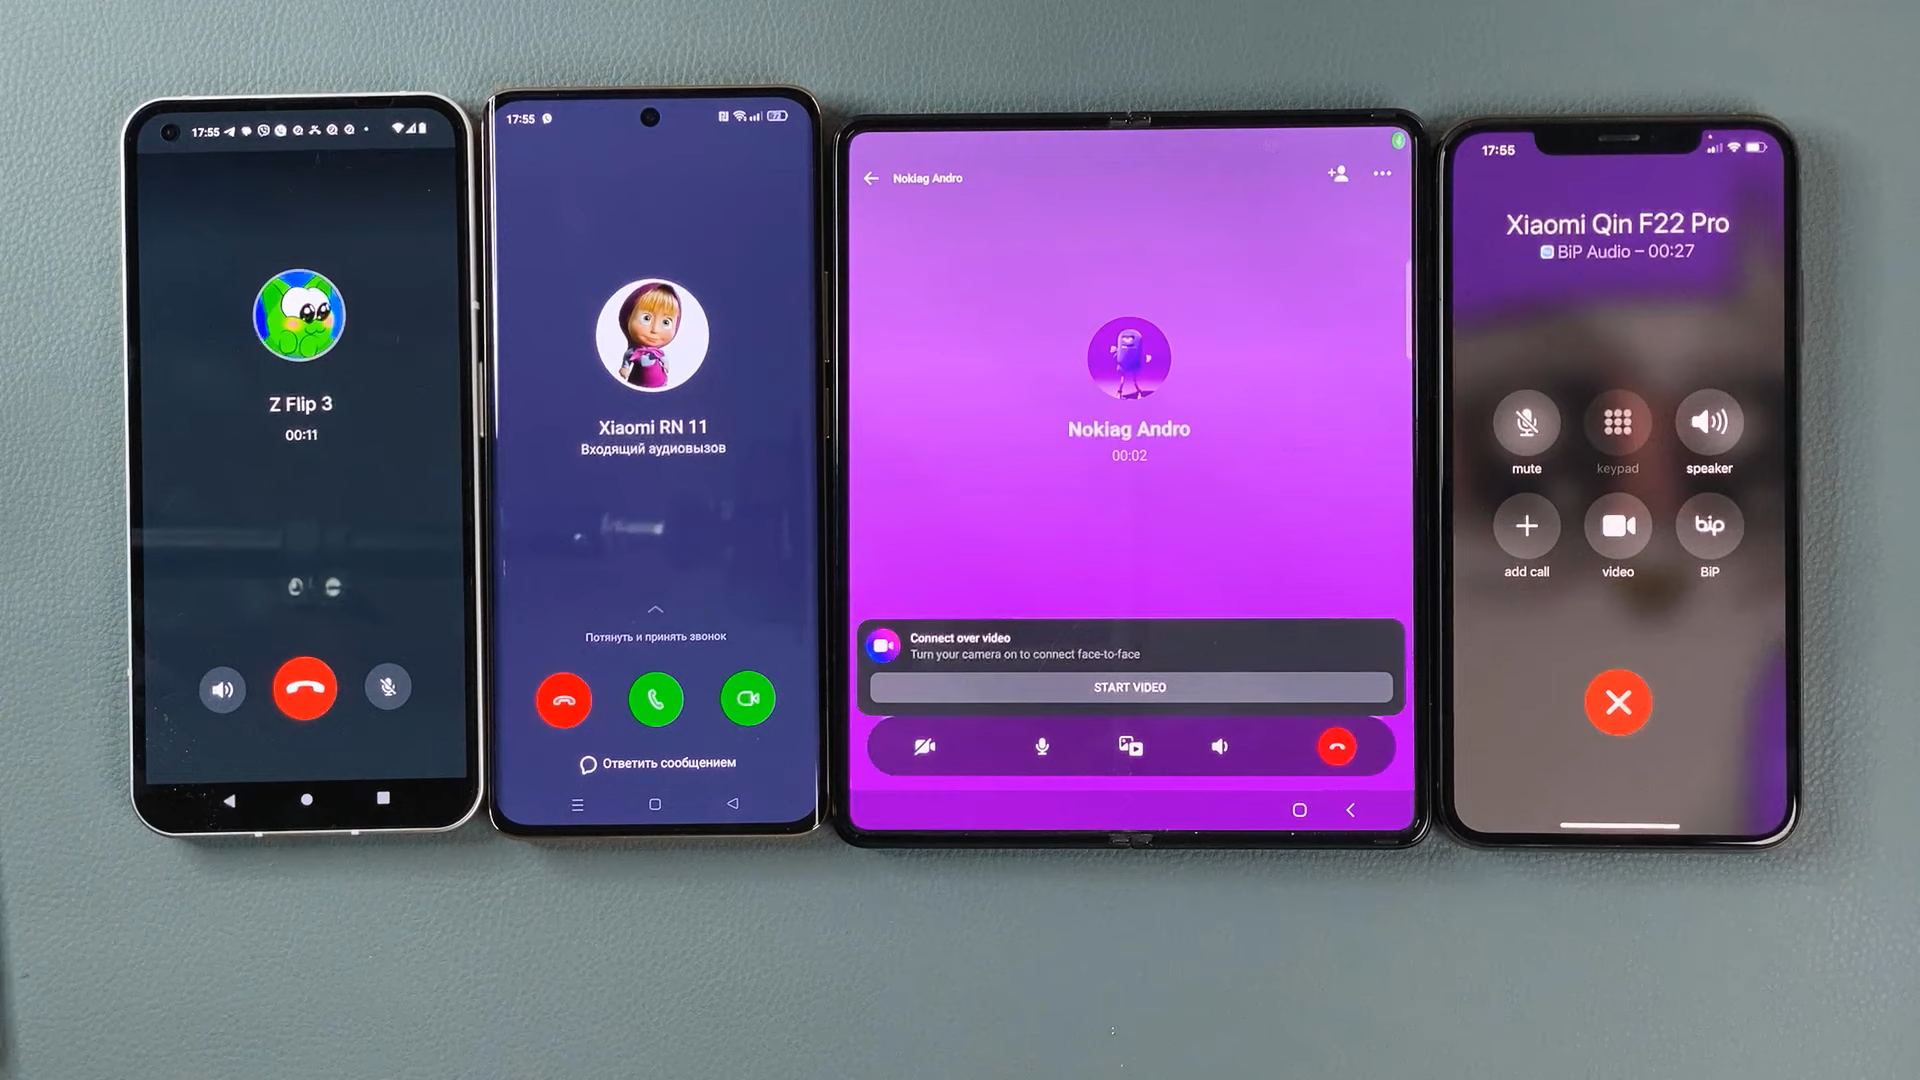 17:55
Z Flip 3
00:11
17:55
72
Xiaomi RN 11
Входящий аудиовызов
Потянуть и принять звонок
Ответить сообщением
Nokiag Andro
Nokiag Andro
00:02
Connect over video
Turn your camera on to connect face-to-face
START VIDEO
17:55
Xiaomi Qin F22 Pro
BiP Audio – 00:27
mute
keypad
speaker
bip
add call
video
BiP